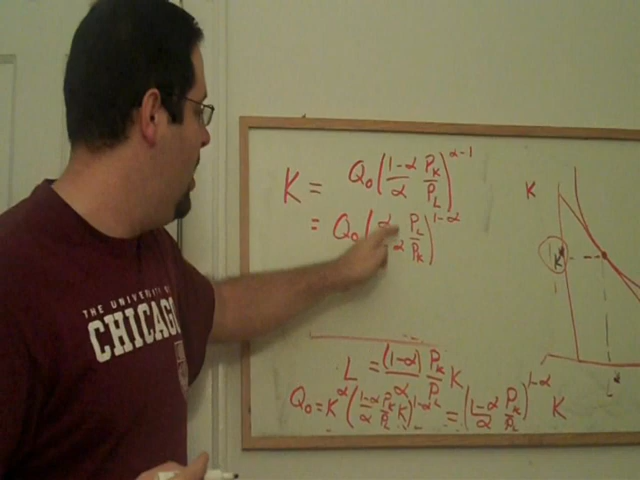 THE UNIVERSITY OF
CHICAGO
K = Q₀((1-α)/α P_K/P_L)^(α-1)
= Q₀(α/ α P_L/P_K)^(1-α)
L = (1-α)/α P_K/P_L K
Q₀ = K^α((1-α)/α P_K/P_L K)^(1-α) = ((1-α)/α P_K/P_L)^(1-α) K
K
K*
L*